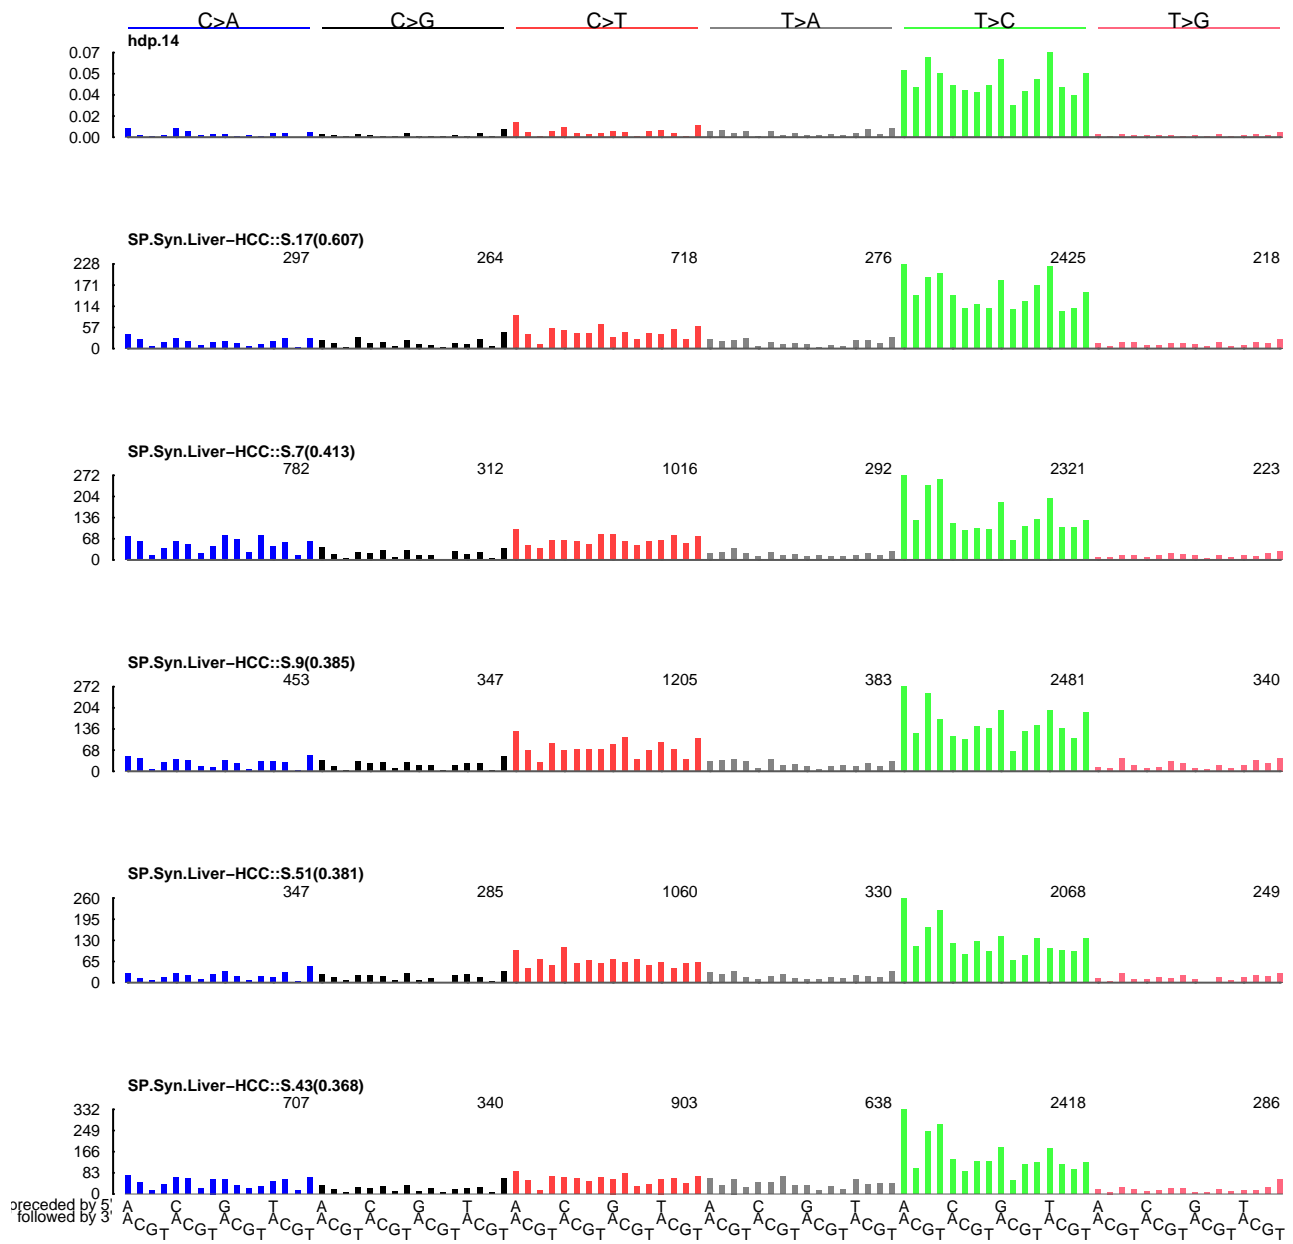 C>A C>G C>T T>A T>C T>G
hdp.14
0.07
0.05
0.04
0.02
0.00
SP.Syn.Liver−HCC::S.17(0.607)
297 264 718 276 2425 218
228
171
114
57
0
SP.Syn.Liver−HCC::S.7(0.413)
782 312 1016 292 2321 223
272
204
136
68
0
SP.Syn.Liver−HCC::S.9(0.385)
453 347 1205 383 2481 340
272
204
136
68
0
SP.Syn.Liver−HCC::S.51(0.381)
347 285 1060 330 2068 249
260
195
130
65
0
SP.Syn.Liver−HCC::S.43(0.368)
707 340 903 638 2418 286
332
249
166
83
0
preceded by 5' A C G T A C G T A C G T A C G T A C G T A C G T
followed by 3' A C G T A C G T A C G T A C G T A C G T A C G T A C G T A C G T A C G T A C G T A C G T A C G T A C G T A C G T A C G T A C G T A C G T A C G T A C G T A C G T A C G T A C G T A C G T A C G T